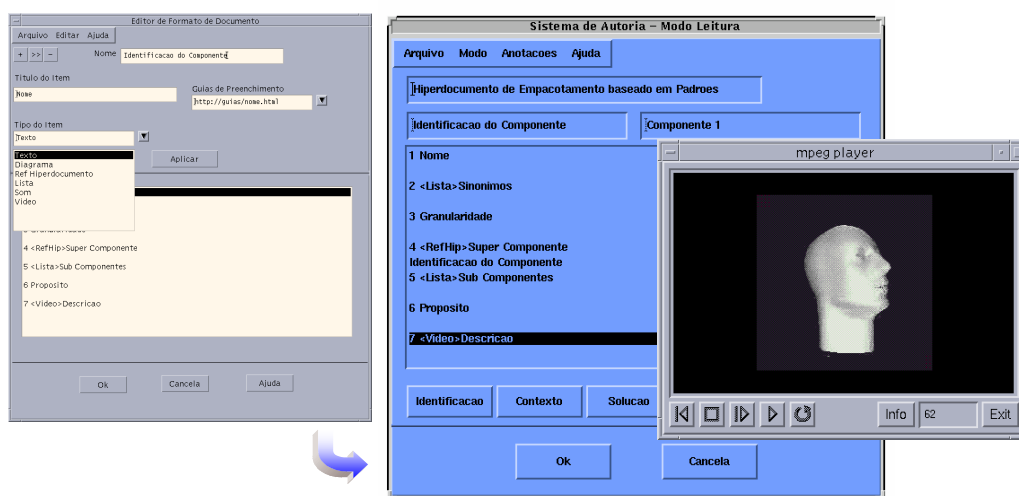 Editor de Formato de Documento
Arquivo Editar Ajuda
+ >> - Nome Identificacao do Componente
Titulo do Item
Nome
Guias de Preenchimento
http://guias/nome.html
Tipo do Item
Texto
Texto
Diagrama
Ref Hiperdocumento
Lista
Som
Video
Aplicar
4 <RefHip>Super Componente
5 <Lista>Sub Componentes
6 Proposito
7 <Video>Descricao
Ok Cancela Ajuda
Sistema de Autoria – Modo Leitura
Arquivo Modo Anotacoes Ajuda
Hiperdocumento de Empacotamento baseado em Padroes
Identificacao do Componente
Componente 1
1 Nome
2 <Lista>Sinonimos
3 Granularidade
4 <RefHip>Super Componente
Identificacao do Componente
5 <Lista>Sub Componentes
6 Proposito
7 <Video>Descricao
Identificacao Contexto Solucao
Ok Cancela
mpeg player
Info 62 Exit